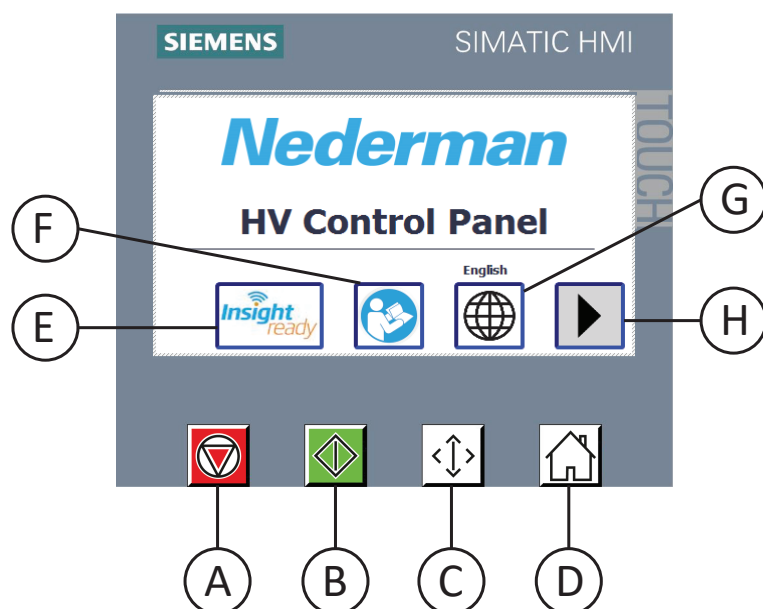 SIEMENS SIMATIC HMI
TOUCH
Nederman
HV Control Panel
F
G
English
E
Insight
ready
H
A
B
C
D